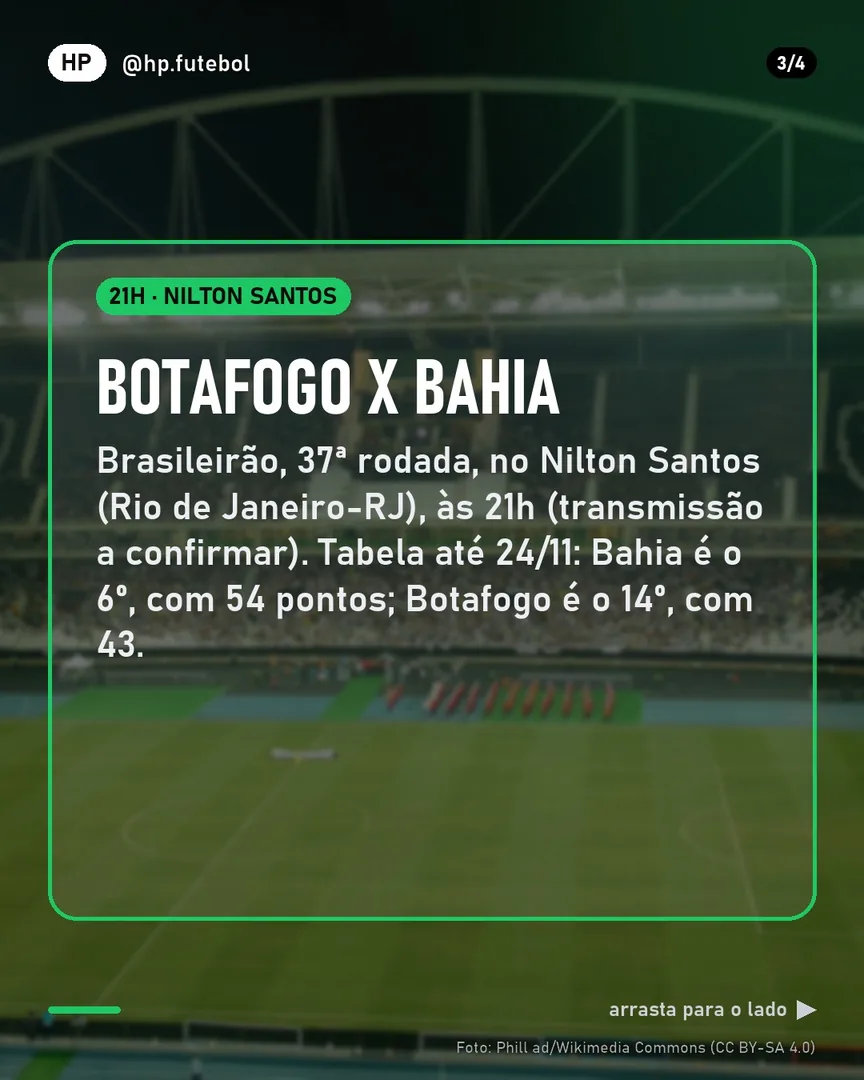 HP @hp.futebol
3/4
21H · NILTON SANTOS
BOTAFOGO X BAHIA
Brasileirão, 37ª rodada, no Nilton Santos
(Rio de Janeiro-RJ), às 21h (transmissão
a confirmar). Tabela até 24/11: Bahia é o
6º, com 54 pontos; Botafogo é o 14º, com
43.
arrasta para o lado ▶
Foto: Phill ad/Wikimedia Commons (CC BY-SA 4.0)